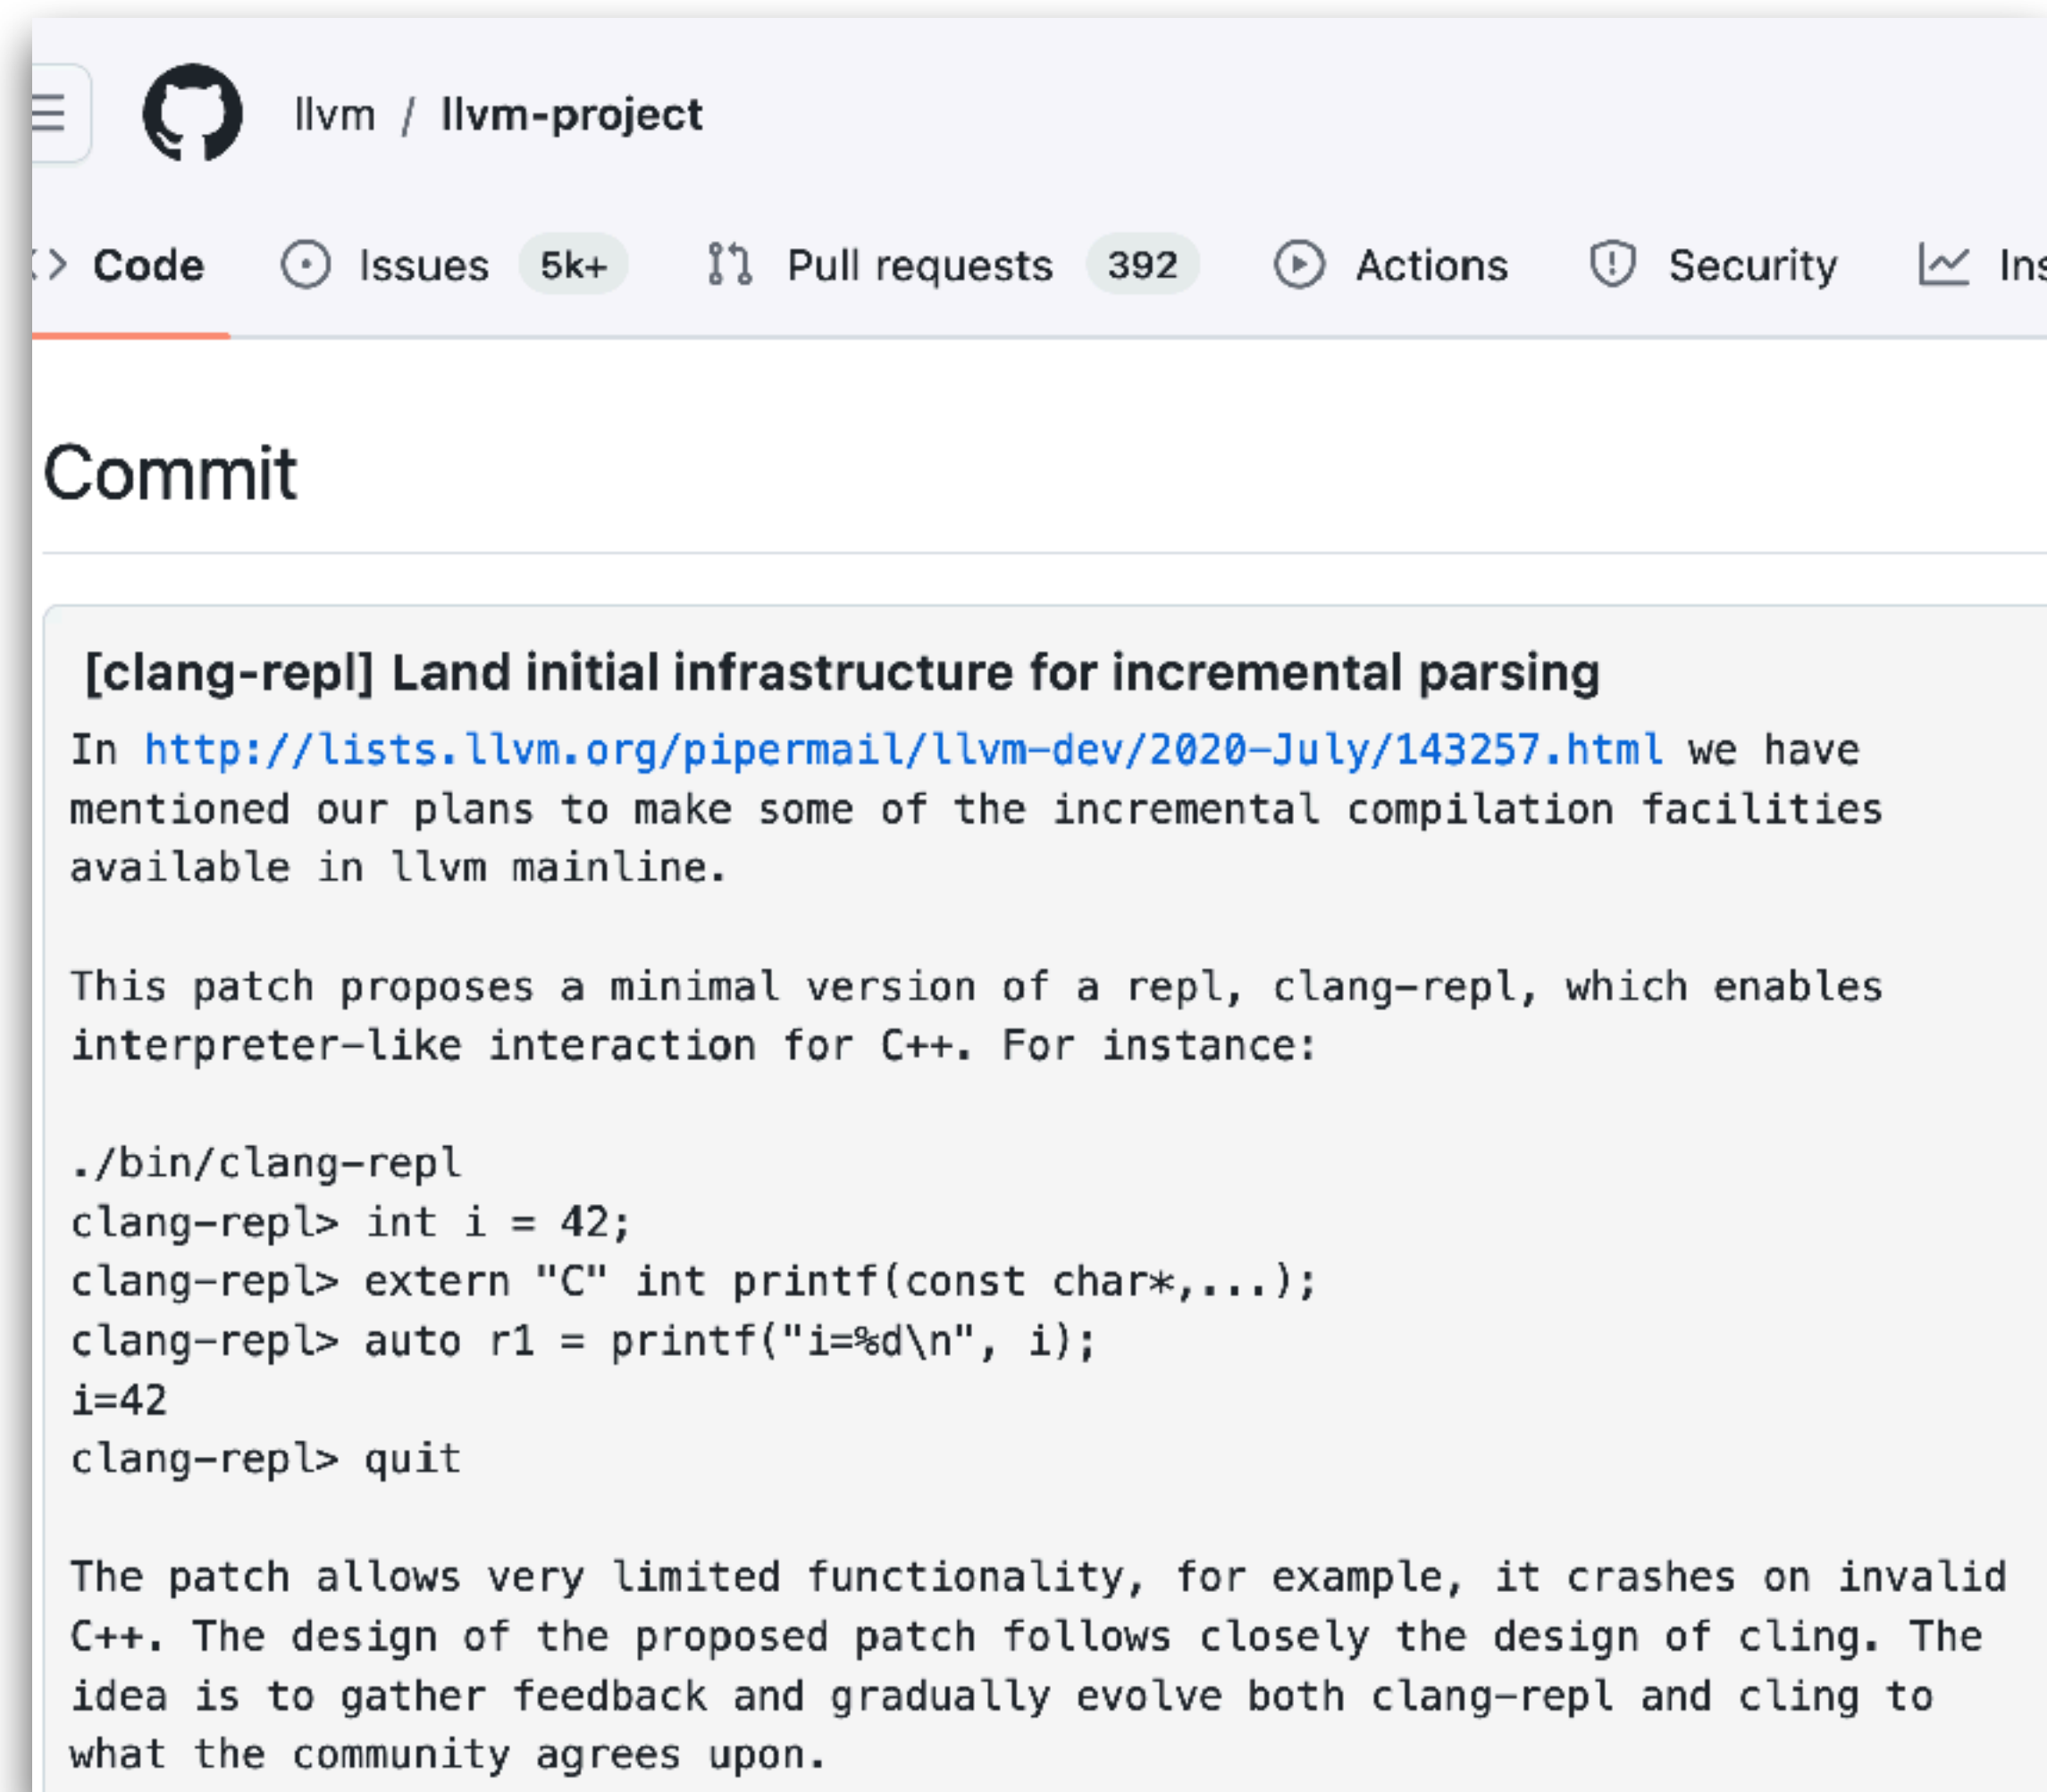 llvm / llvm-project
Code Issues 5k+ Pull requests 392 Actions Security Ins
Commit
[clang-repl] Land initial infrastructure for incremental parsing
In http://lists.llvm.org/pipermail/llvm-dev/2020-July/143257.html we have
mentioned our plans to make some of the incremental compilation facilities
available in llvm mainline.
This patch proposes a minimal version of a repl, clang-repl, which enables
interpreter-like interaction for C++. For instance:
./bin/clang-repl
clang-repl> int i = 42;
clang-repl> extern "C" int printf(const char*,...);
clang-repl> auto r1 = printf("i=%d\n", i);
i=42
clang-repl> quit
The patch allows very limited functionality, for example, it crashes on invalid
C++. The design of the proposed patch follows closely the design of cling. The
idea is to gather feedback and gradually evolve both clang-repl and cling to
what the community agrees upon.